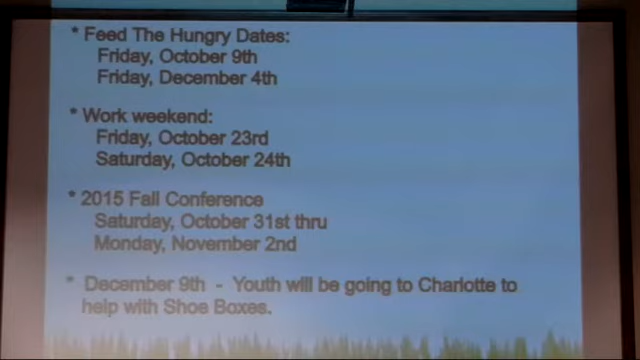 * Feed The Hungry Dates:
Friday, October 9th
Friday, December 4th
* Work weekend:
Friday, October 23rd
Saturday, October 24th
* 2015 Fall Conference
Saturday, October 31st thru
Monday, November 2nd
* December 9th - Youth will be going to Charlotte to
help with Shoe Boxes.